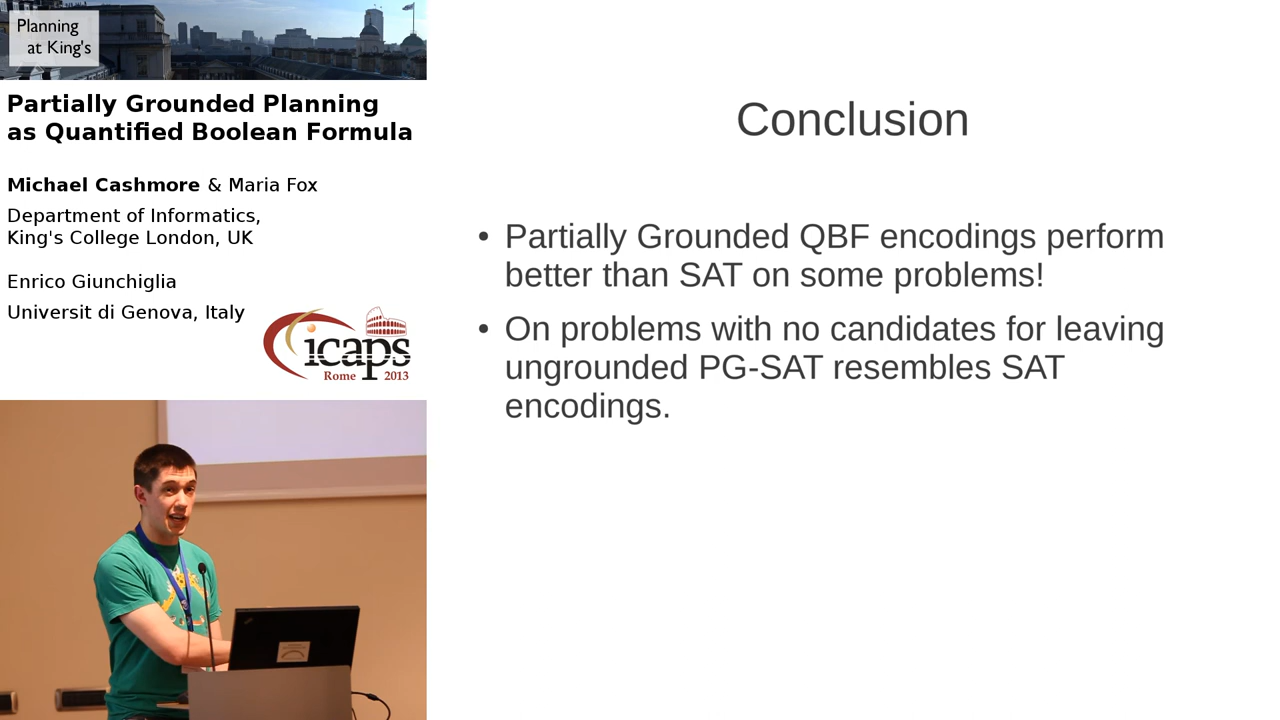 Planning
at King's
Partially Grounded Planning
as Quantified Boolean Formula
Michael Cashmore & Maria Fox
Department of Informatics,
King's College London, UK
Enrico Giunchiglia
Universit di Genova, Italy
icaps
Rome 2013
Conclusion
• Partially Grounded QBF encodings perform
better than SAT on some problems!
• On problems with no candidates for leaving
ungrounded PG-SAT resembles SAT
encodings.